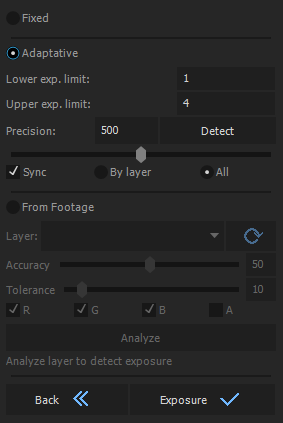 Fixed
Adaptative
Lower exp. limit: 1
Upper exp. limit: 4
Precision: 500 Detect
Sync By layer All
From Footage
Layer:
Accuracy 50
Tolerance 10
R G B A
Analyze
Analyze layer to detect exposure
Back Exposure